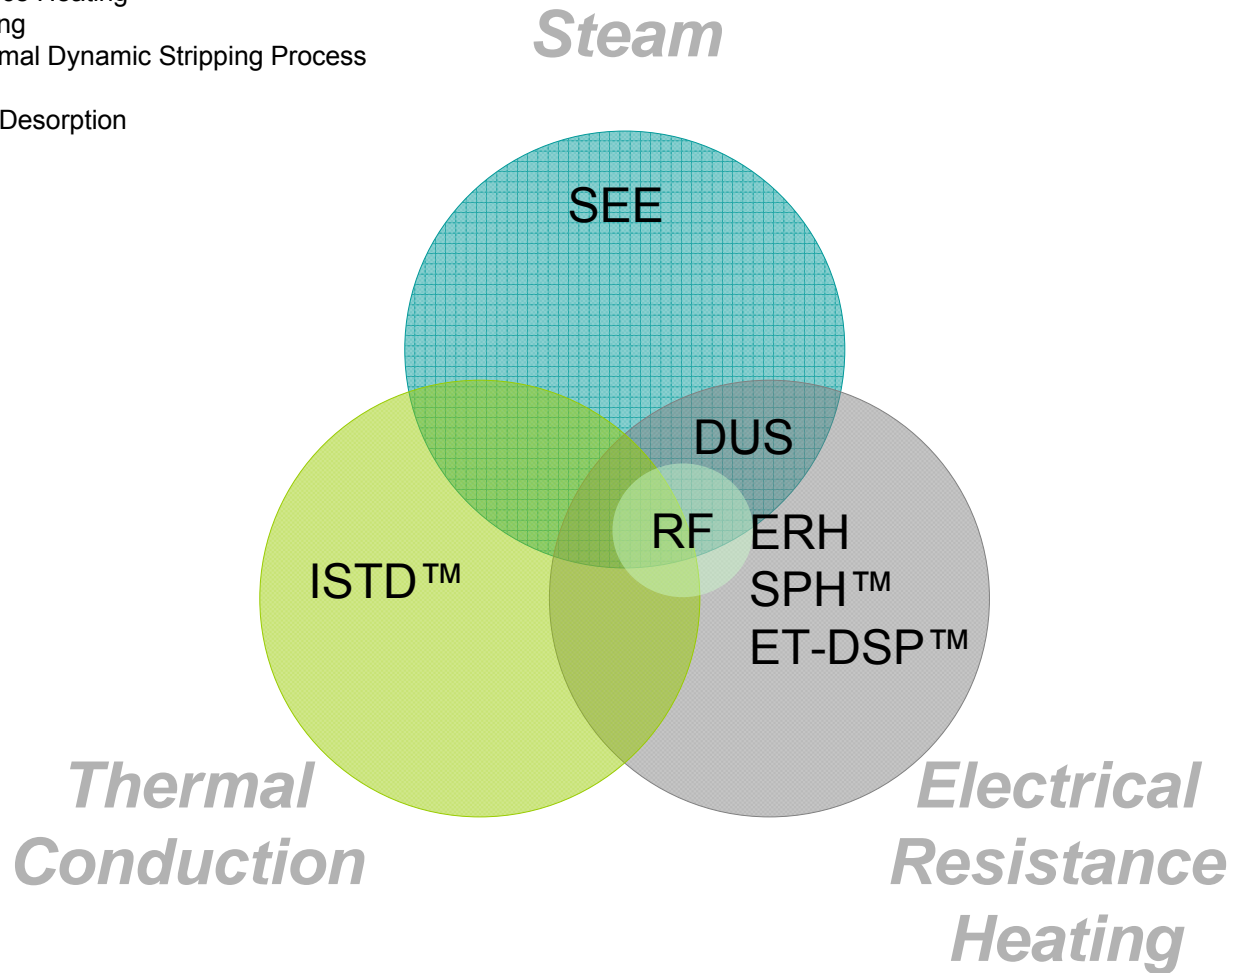 ng
mal Dynamic Stripping Process
Desorption
Steam
SEE
DUS
RF
ERH
SPH™
ET-DSP™
ISTD™
Thermal
Conduction
Electrical
Resistance
Heating